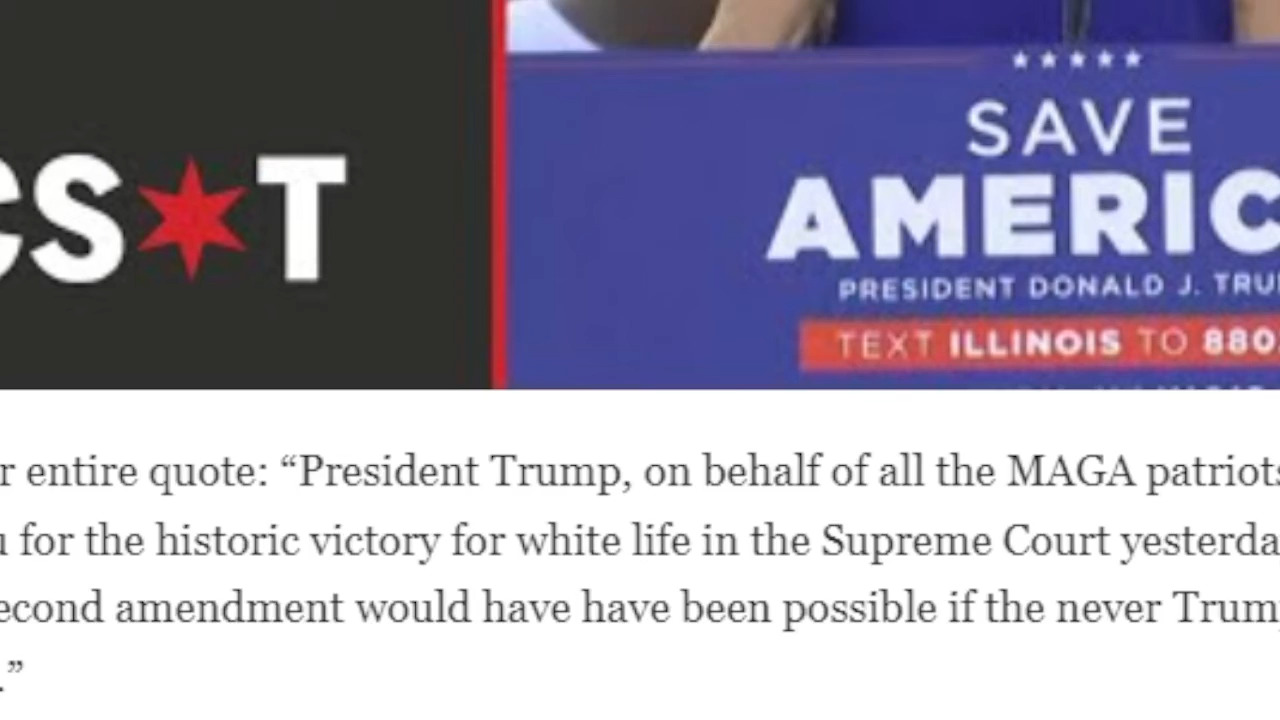 CS★T
SAVE
AMERIC
PRESIDENT DONALD J. TRU
TEXT ILLINOIS TO 880
r entire quote: “President Trump, on behalf of all the MAGA patriots
u for the historic victory for white life in the Supreme Court yesterda
econd amendment would have have been possible if the never Trum
.”